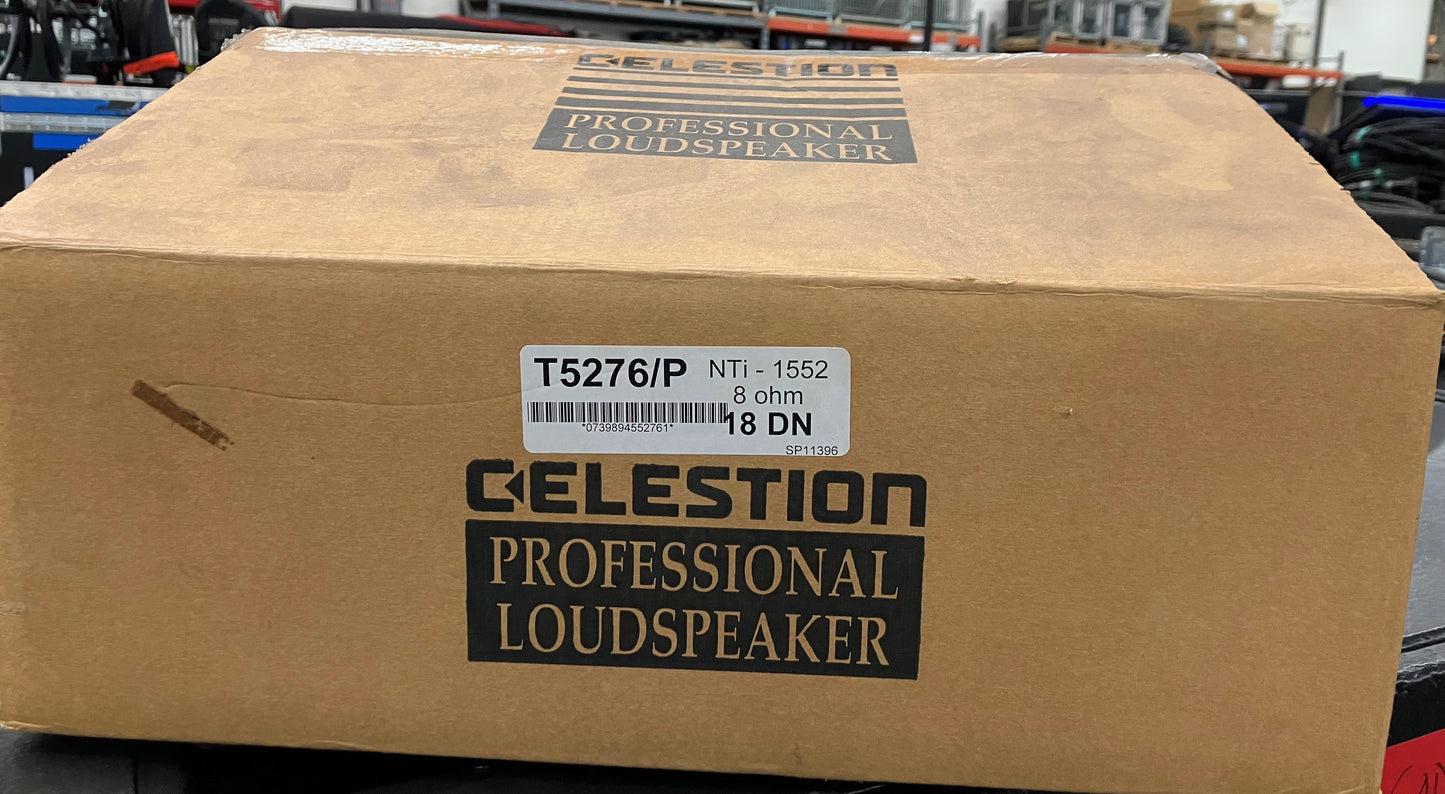 CELESTION
PROFESSIONAL
LOUDSPEAKER
T5276/P NTi - 1552
8 ohm
*0739894552761* 18 DN
SP11396
CELESTION
PROFESSIONAL
LOUDSPEAKER